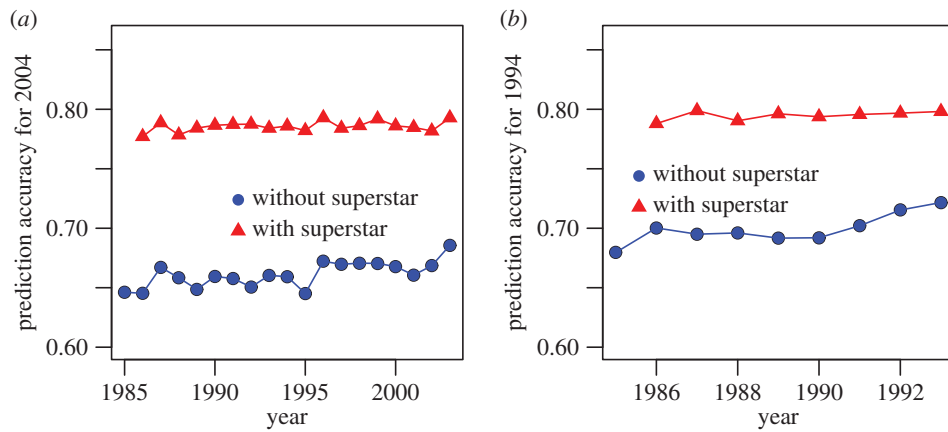 (a)
prediction accuracy for 2004
0.80
0.70
0.60
without superstar
with superstar
1985 1990 1995 2000
year
(b)
prediction accuracy for 1994
0.80
0.70
0.60
without superstar
with superstar
1986 1988 1990 1992
year